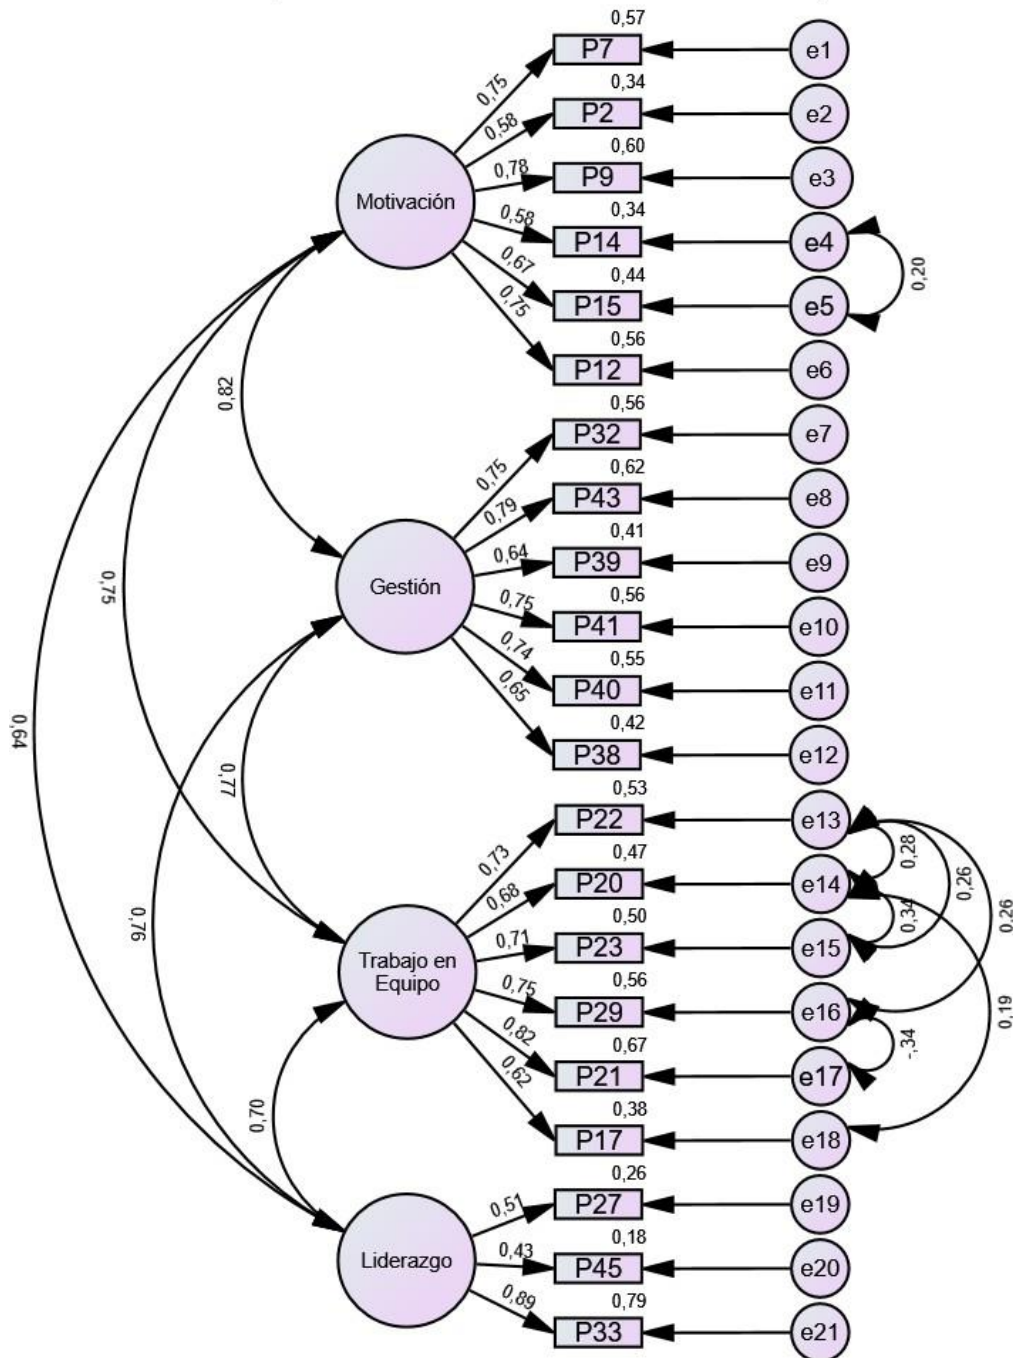 0,57
P7
e1
0,75
0,34
P2
e2
0,58
0,60
P9
e3
0,78
Motivación
0,34
P14
e4
0,58
0,44
P15
e5
0,67
0,20
0,56
P12
e6
0,75
0,82
0,56
P32
e7
0,75
0,62
P43
e8
0,79
0,41
P39
e9
0,64
Gestión
0,56
P41
e10
0,75
0,55
P40
e11
0,74
0,42
P38
e12
0,65
0,75
0,64
0,77
0,76
0,53
P22
e13
0,73
0,28
0,47
P20
e14
0,68
0,26
0,26
0,50
P23
e15
0,71
0,34
Trabajo en
Equipo
0,56
P29
e16
0,75
0,19
0,67
P21
e17
0,82
-,34
0,38
P17
e18
0,62
0,70
0,26
P27
e19
0,51
0,18
P45
e20
0,43
Liderazgo
0,79
P33
e21
0,89